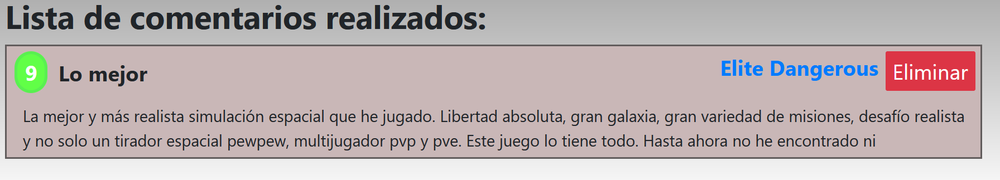 Lista de comentarios realizados:
9 Lo mejor Elite Dangerous Eliminar
La mejor y más realista simulación espacial que he jugado. Libertad absoluta, gran galaxia, gran variedad de misiones, desafío realista
y no solo un tirador espacial pewpew, multijugador pvp y pve. Este juego lo tiene todo. Hasta ahora no he encontrado ni